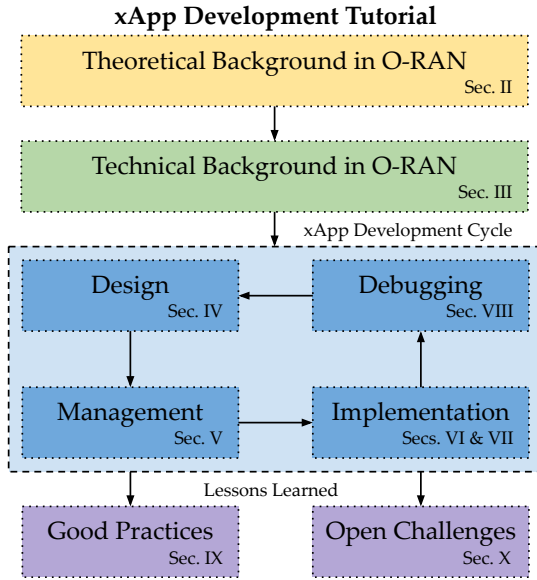 xApp Development Tutorial
Theoretical Background in O-RAN
Sec. II
Technical Background in O-RAN
Sec. III
xApp Development Cycle
Design
Sec. IV
Debugging
Sec. VIII
Management
Sec. V
Implementation
Secs. VI & VII
Lessons Learned
Good Practices
Sec. IX
Open Challenges
Sec. X